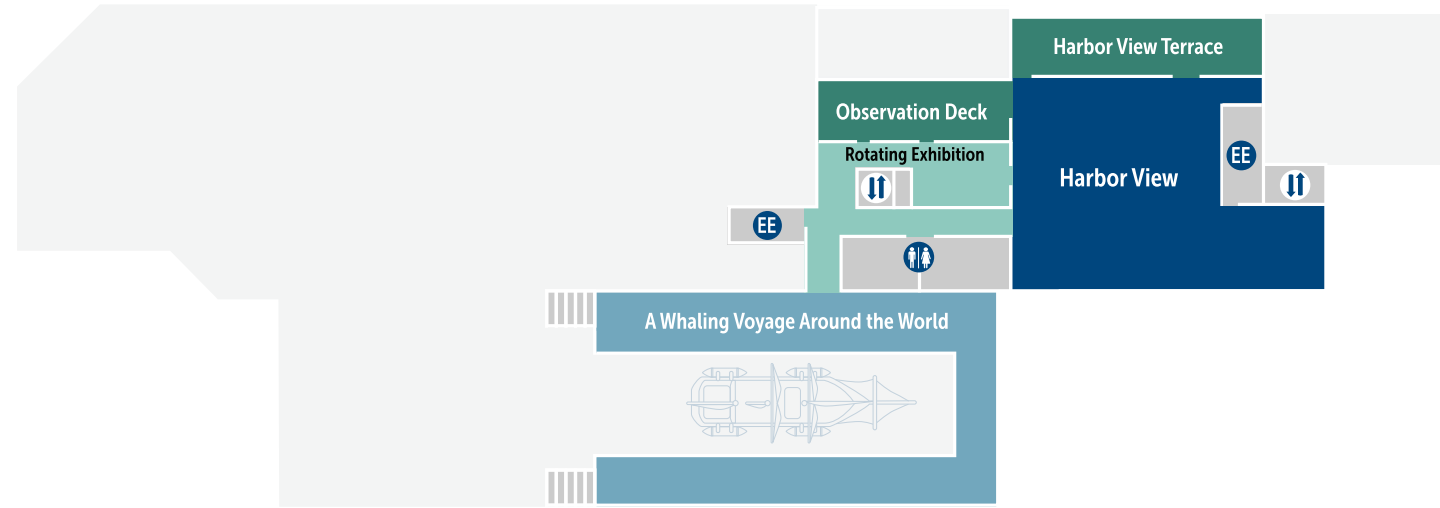 Harbor View Terrace
Observation Deck
Rotating Exhibition
EE
Harbor View
EE
A Whaling Voyage Around the World